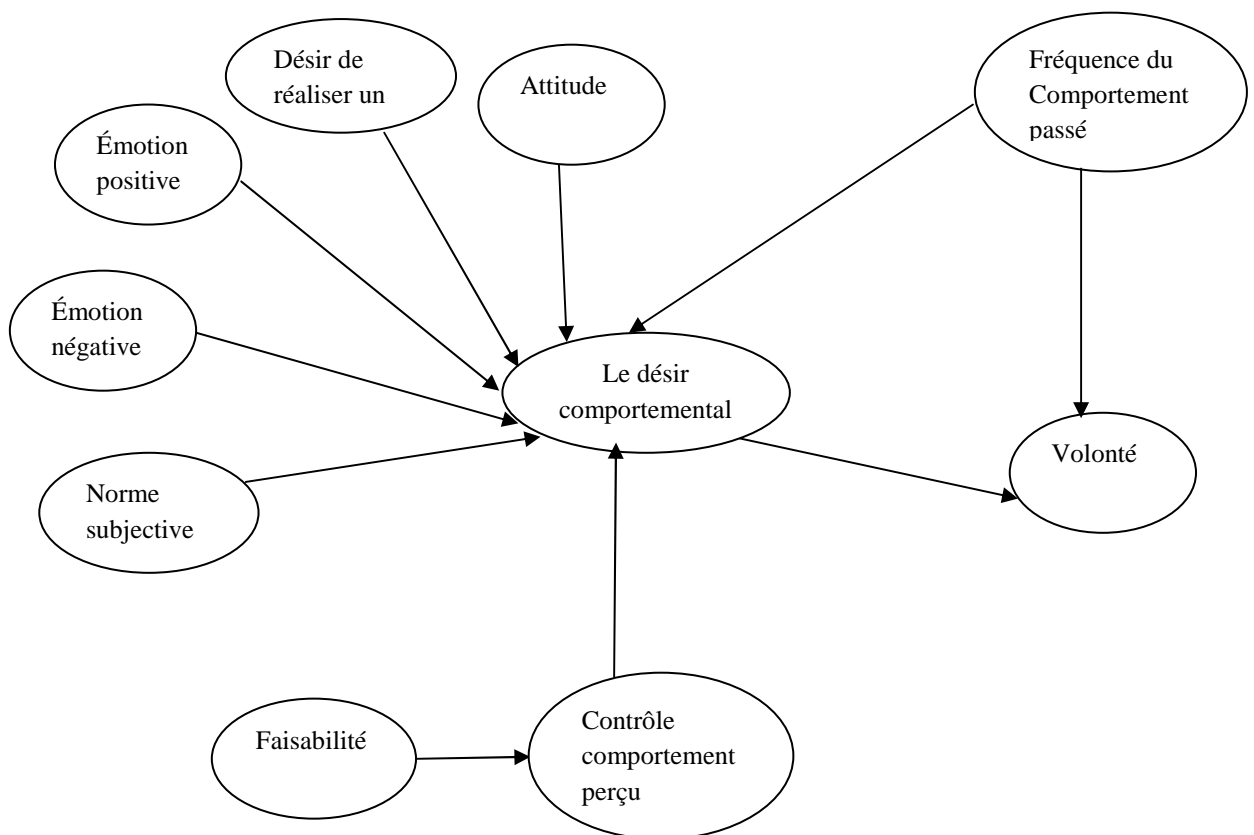 Désir de
réaliser un
Attitude
Fréquence du
Comportement
passé
Émotion
positive
Émotion
négative
Le désir
comportemental
Volonté
Norme
subjective
Faisabilité
Contrôle
comportement
perçu